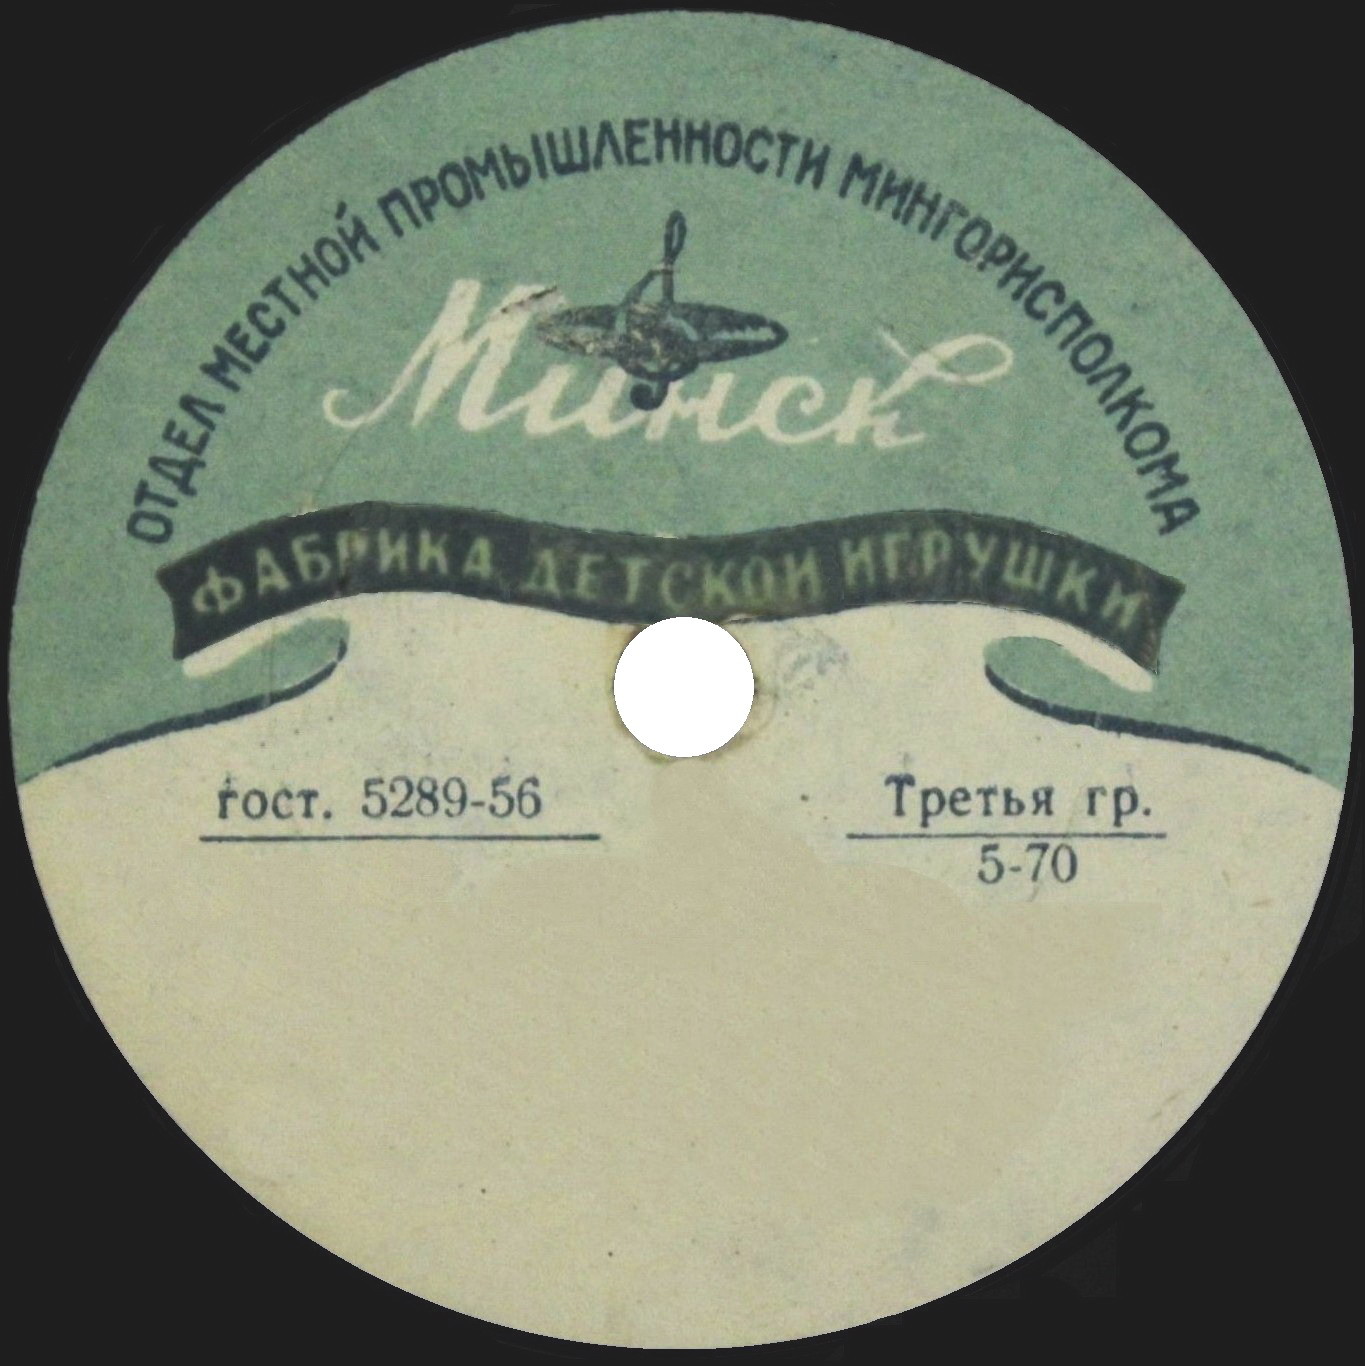 ОТДЕЛ МЕСТНОЙ ПРОМЫШЛЕННОСТИ МИНГОРИСПОЛКОМА
Минск
ФАБРИКА ДЕТСКОЙ ИГРУШКИ
гост. 5289-56
Третья гр.
5-70